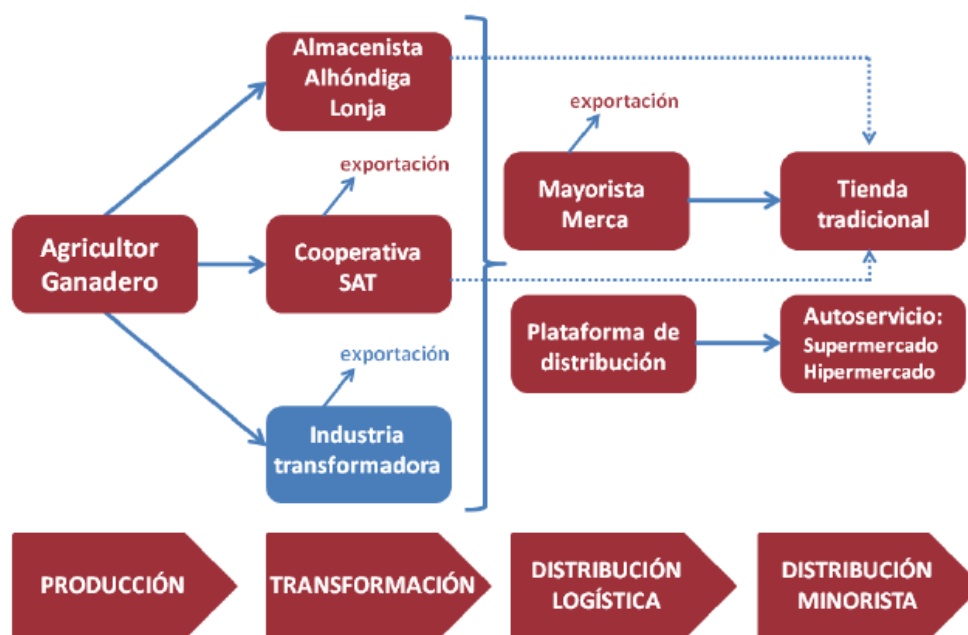 Almacenista
Alhóndiga
Lonja
exportación
exportación
Mayorista
Merca
Tienda
tradicional
Agricultor
Ganadero
Cooperativa
SAT
Plataforma de
distribución
Autoservicio:
Supermercado
Hipermercado
exportación
Industria
transformadora
PRODUCCIÓN
TRANSFORMACIÓN
DISTRIBUCIÓN
LOGÍSTICA
DISTRIBUCIÓN
MINORISTA